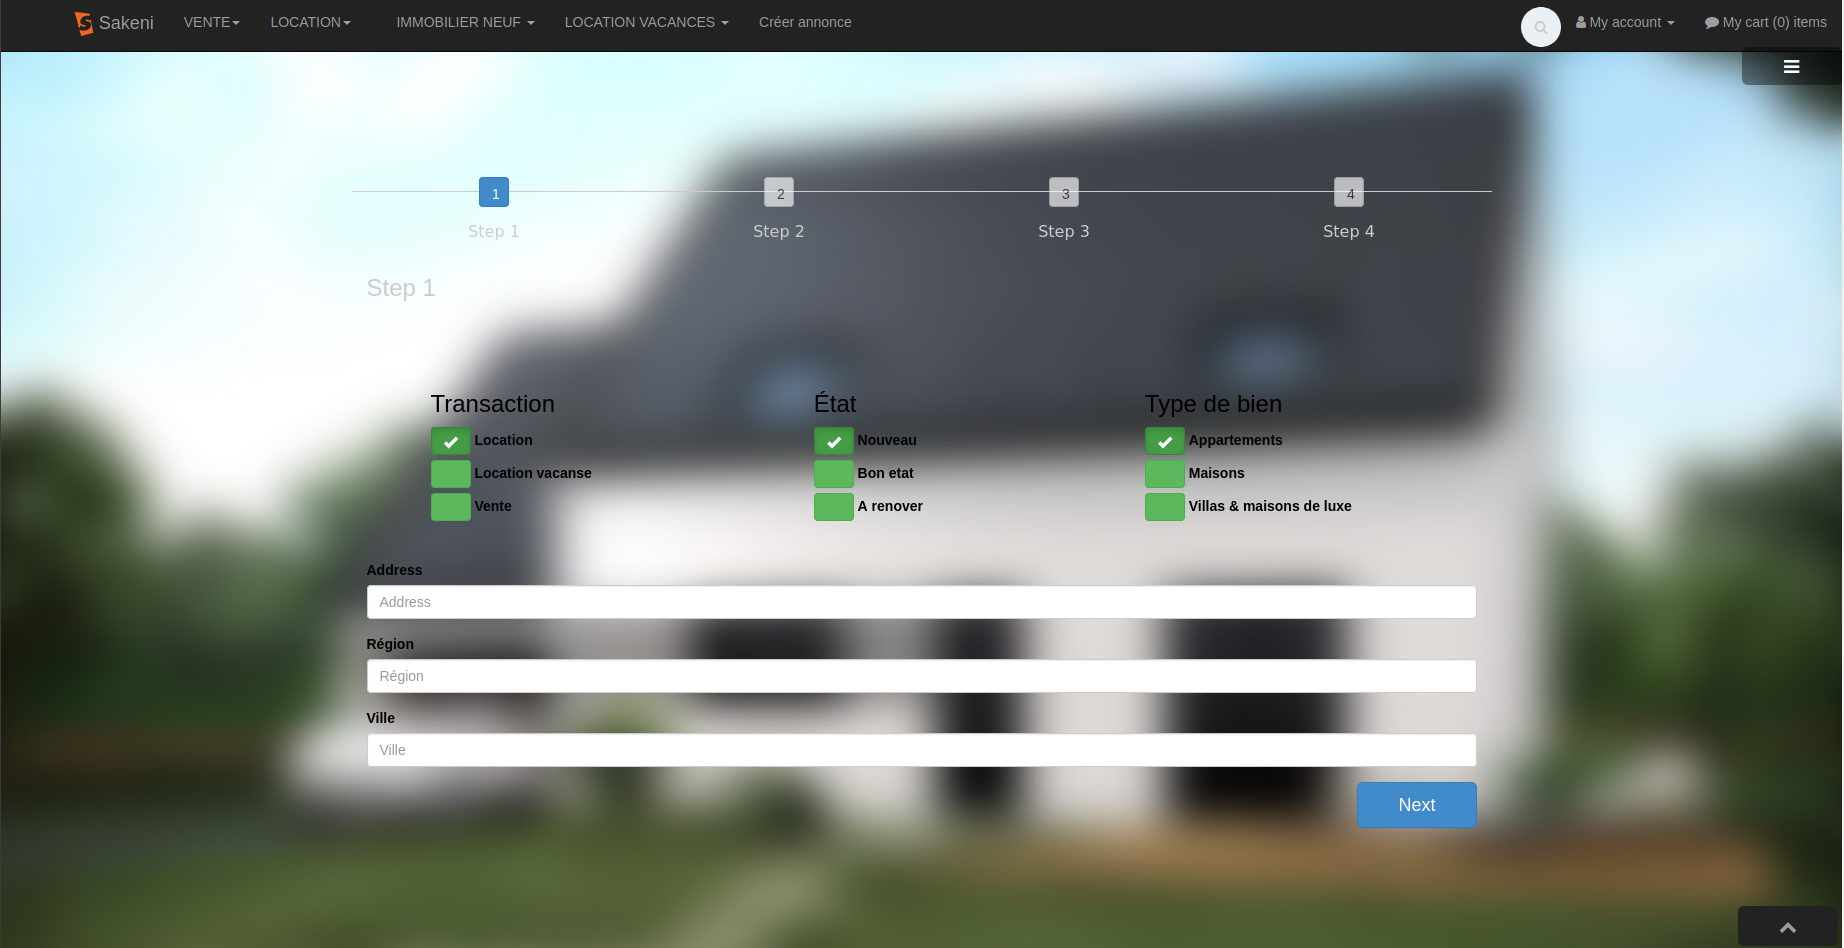 Sakeni VENTE LOCATION IMMOBILIER NEUF LOCATION VACANCES Créer annonce My account My cart (0) items
1 2 3 4
Step 1 Step 2 Step 3 Step 4
Step 1
Transaction État Type de bien
Location Nouveau Appartements
Location vacanse Bon etat Maisons
Vente A renover Villas & maisons de luxe
Address
Address
Région
Région
Ville
Ville
Next